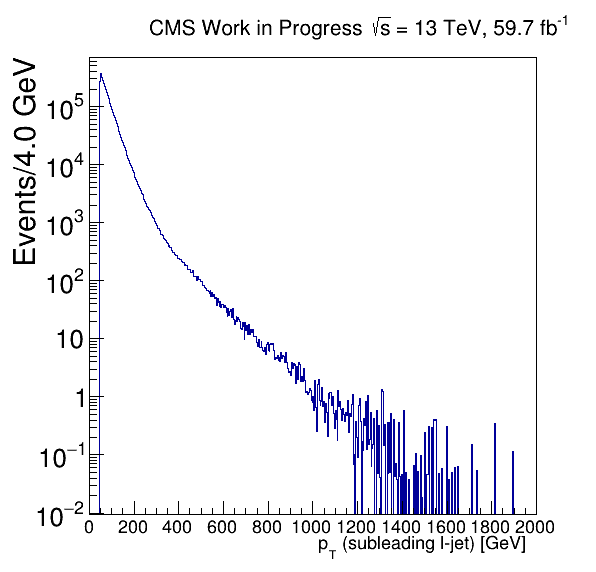 CMS Work in Progress √s = 13 TeV, 59.7 fb⁻¹
Events/4.0 GeV
10⁵
10⁴
10³
10²
10
1
10⁻¹
10⁻²
0 200 400 600 800 1000 1200 1400 1600 1800 2000
p_T (subleading l-jet) [GeV]